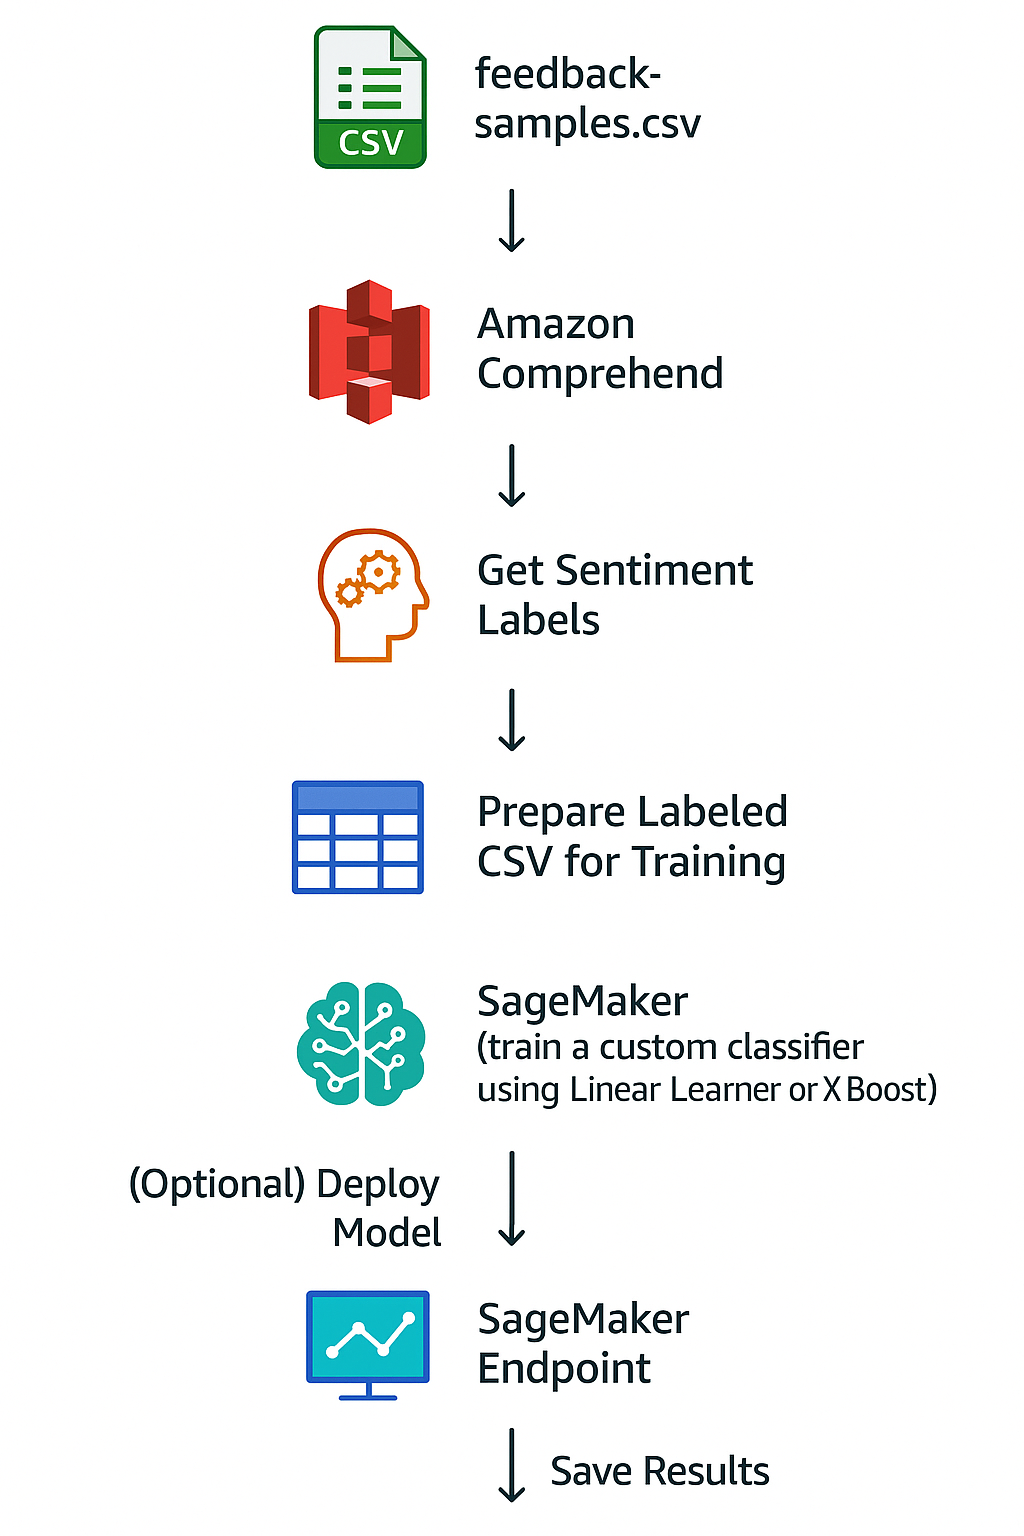 feedback-
samples.csv
CSV
Amazon
Comprehend
Get Sentiment
Labels
Prepare Labeled
CSV for Training
SageMaker
(train a custom classifier
using Linear Learner or X Boost)
(Optional) Deploy
Model
SageMaker
Endpoint
Save Results